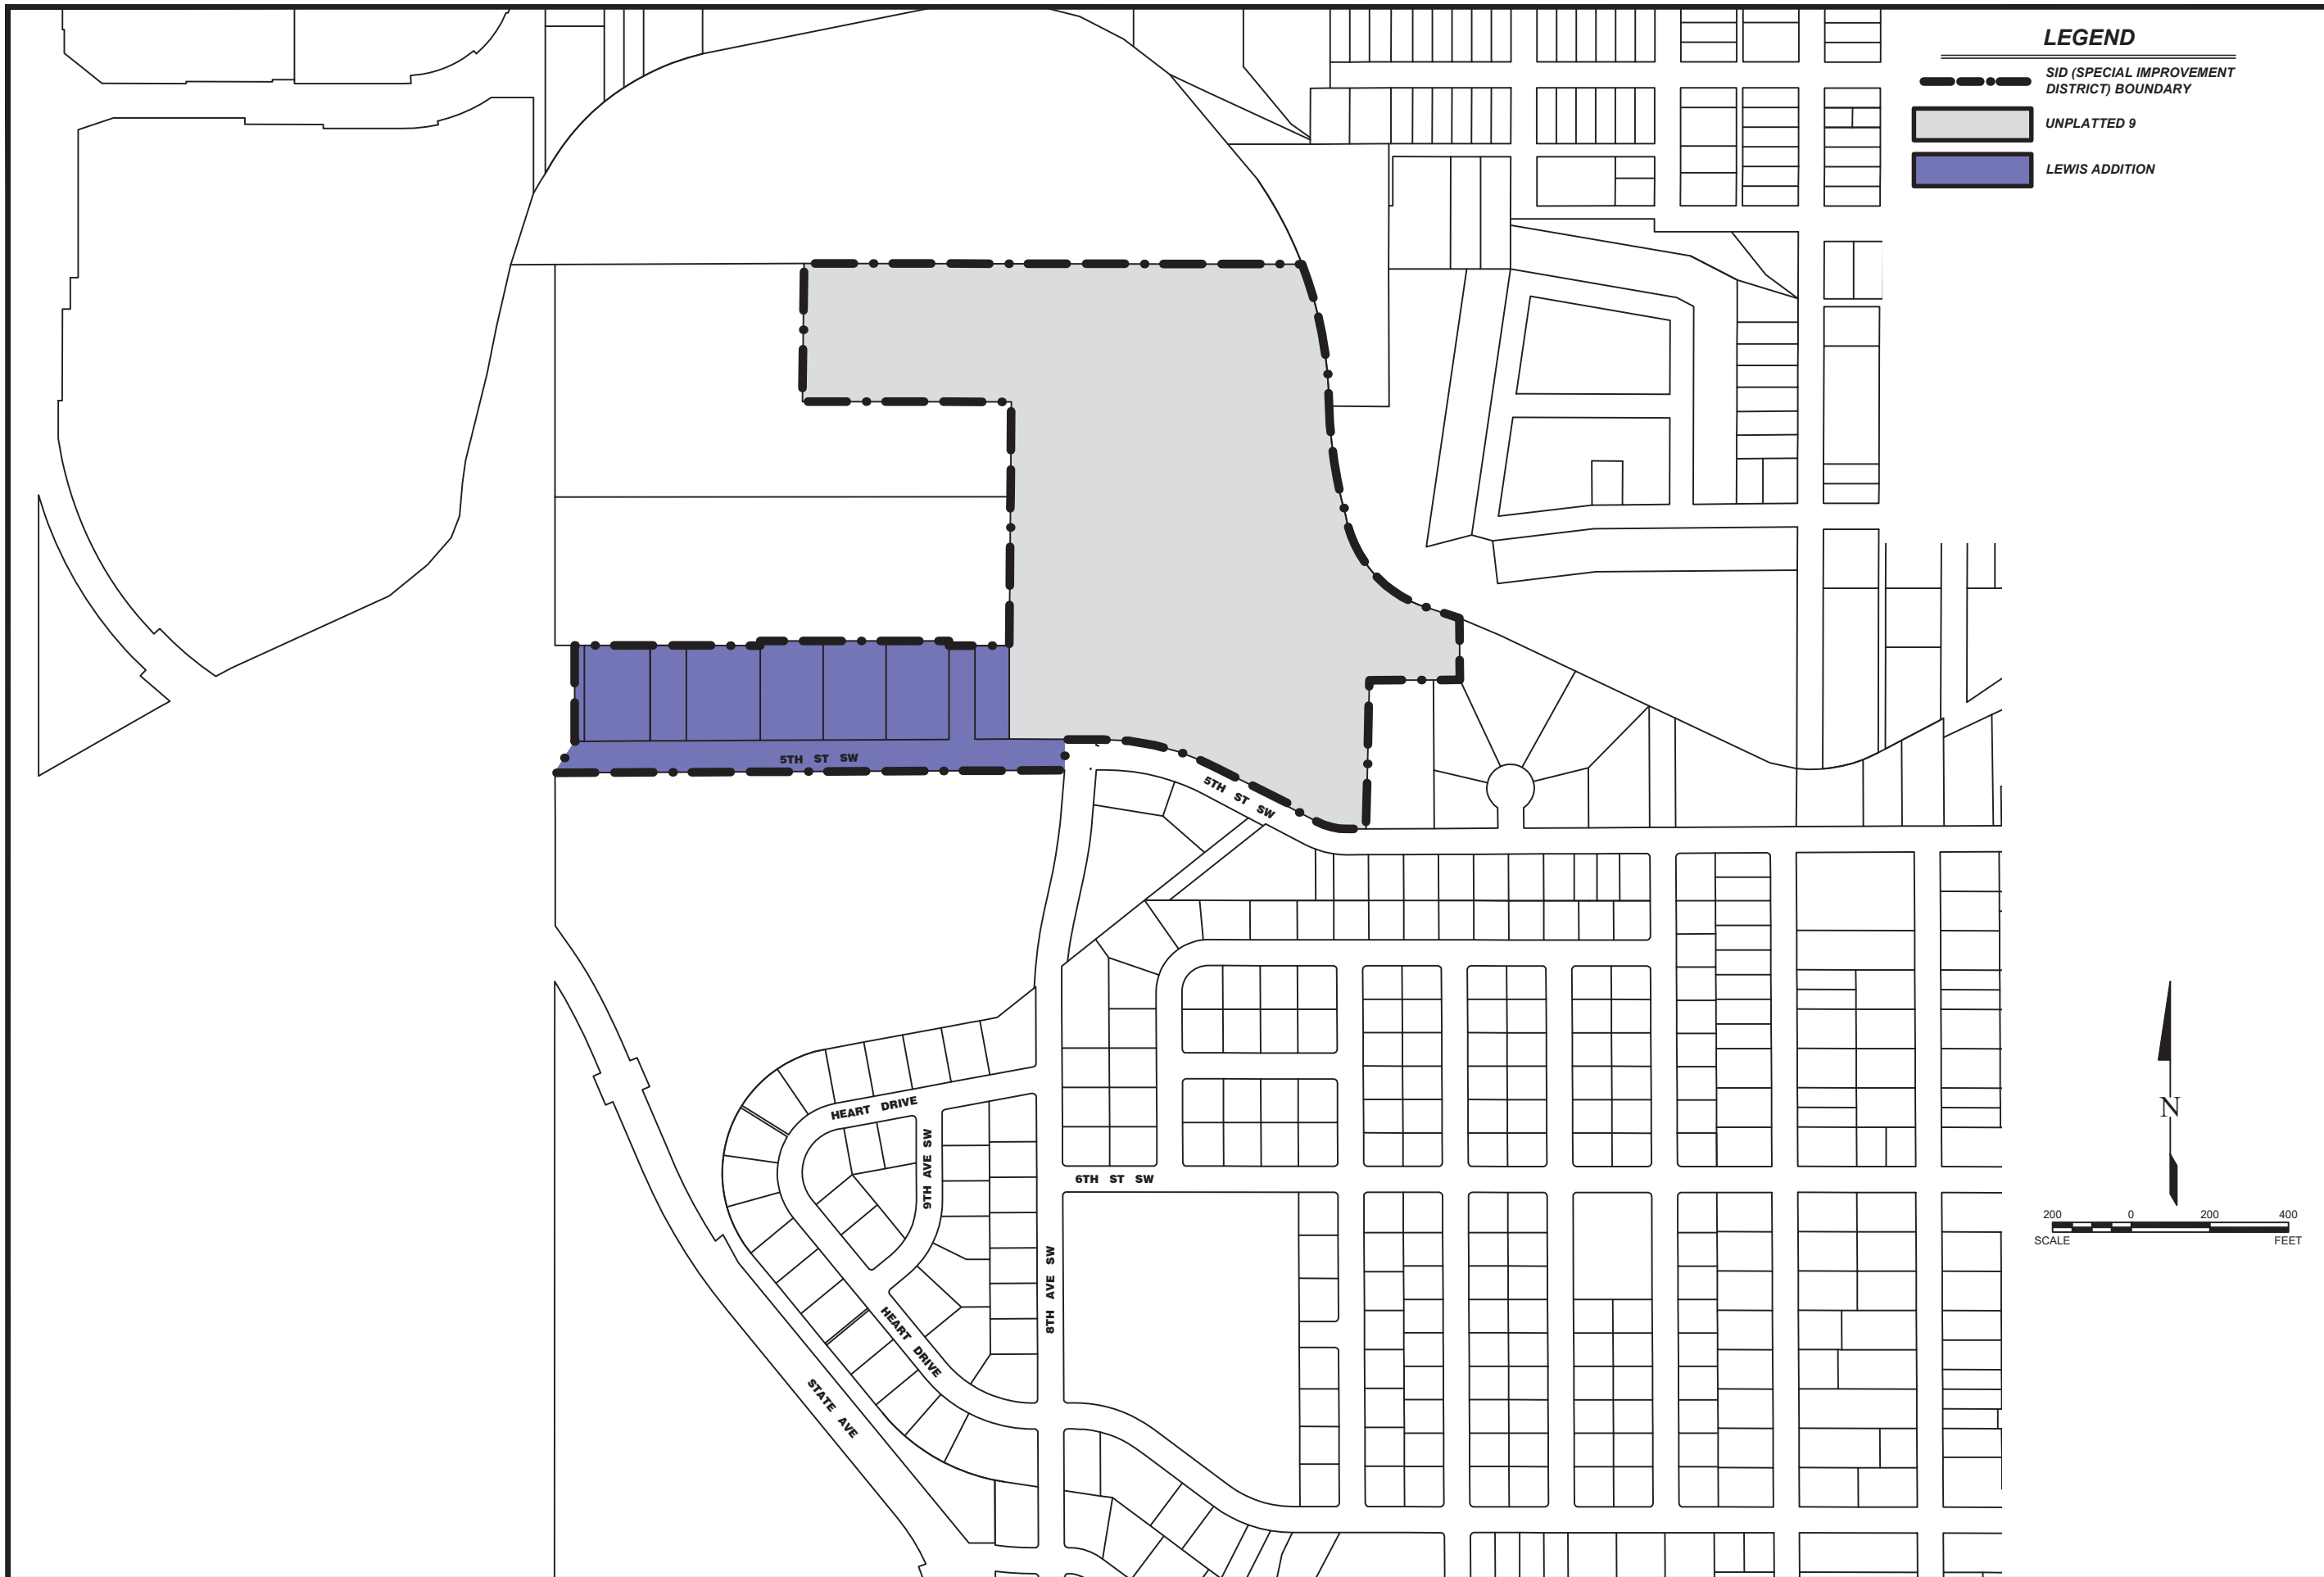 LEGEND
SID (SPECIAL IMPROVEMENT
DISTRICT) BOUNDARY
UNPLATTED 9
LEWIS ADDITION
5TH ST SW
5TH ST SW
HEART DRIVE
9TH AVE SW
6TH ST SW
8TH AVE SW
HEART DRIVE
STATE AVE
N
200 0 200 400
SCALE FEET